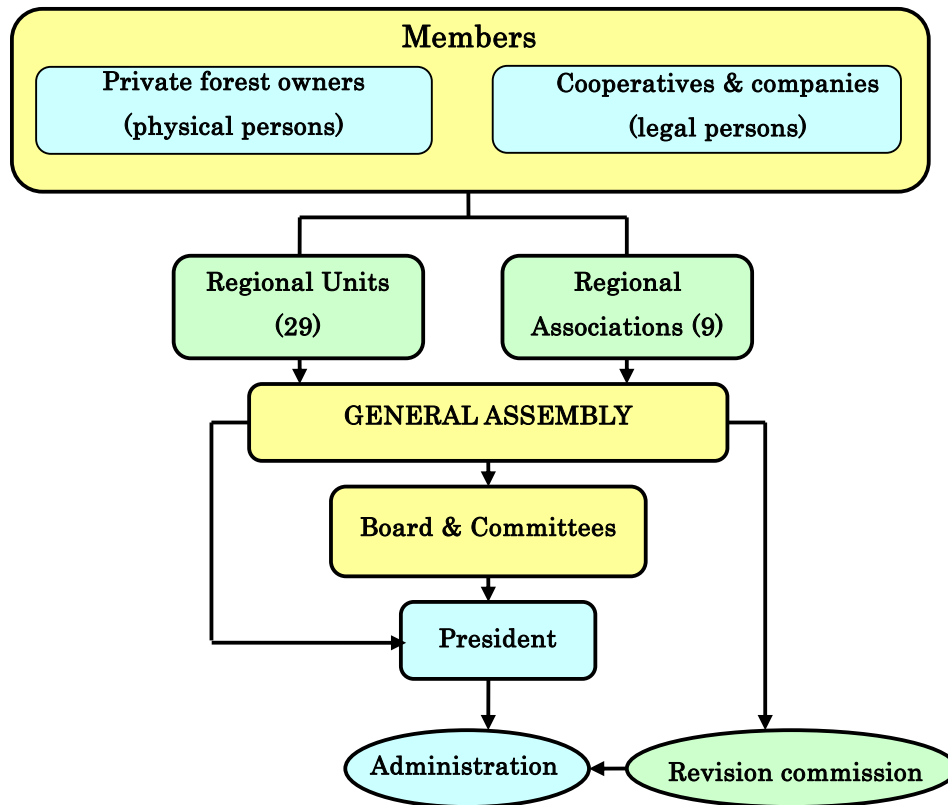 Members
Private forest owners
(physical persons)
Cooperatives & companies
(legal persons)
Regional Units
(29)
Regional
Associations (9)
GENERAL ASSEMBLY
Board & Committees
President
Administration
Revision commission